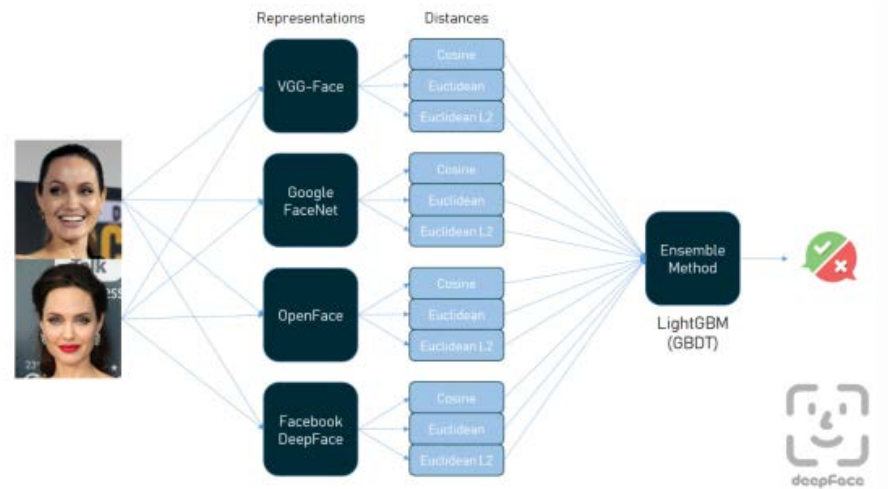 Representations
Distances
VGG-Face
Cosine
Euclidean
Euclidean L2
Google
FaceNet
Cosine
Euclidean
Euclidean L2
OpenFace
Cosine
Euclidean
Euclidean L2
Facebook
DeepFace
Cosine
Euclidean
Euclidean L2
Ensemble
Method
LightGBM
(GBDT)
Talk
deepFace